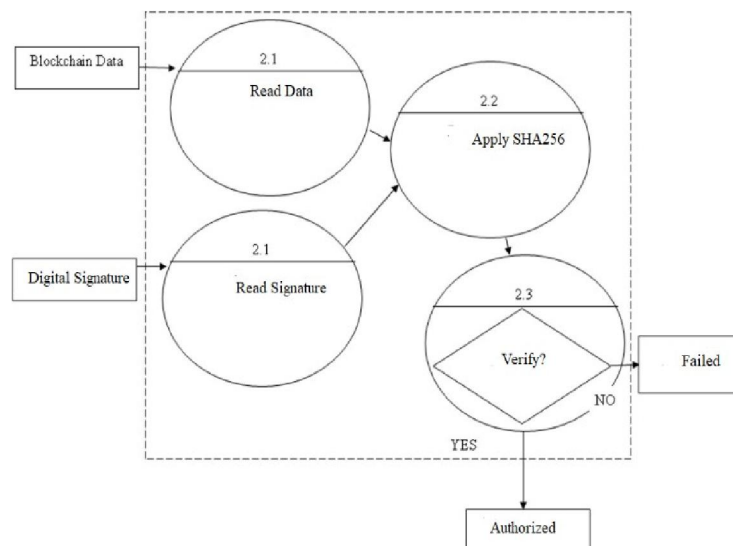 Blockchain Data
2.1
Read Data
2.2
Apply SHA256
Digital Signature
2.1
Read Signature
2.3
Verify?
Failed
NO
YES
Authorized